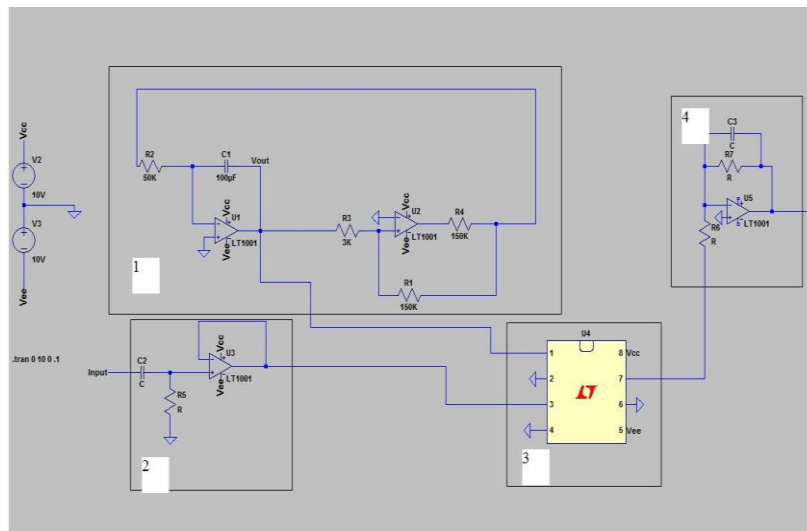 Vcc
V2
10V
V3
10V
Vee
.tran 0 10 0 .1
R2
50K
C1
100µF
Vout
Vcc
U1
LT1001
Vee
R3
3K
Vcc
U2
LT1001
Vee
R4
150K
R1
150K
1
Input
C2
C
R5
R
Vcc
U3
LT1001
Vee
2
U4
1
8
Vcc
2
7
3
6
4
5
Vee
3
4
C3
C
R7
R
U5
LT1001
R6
R